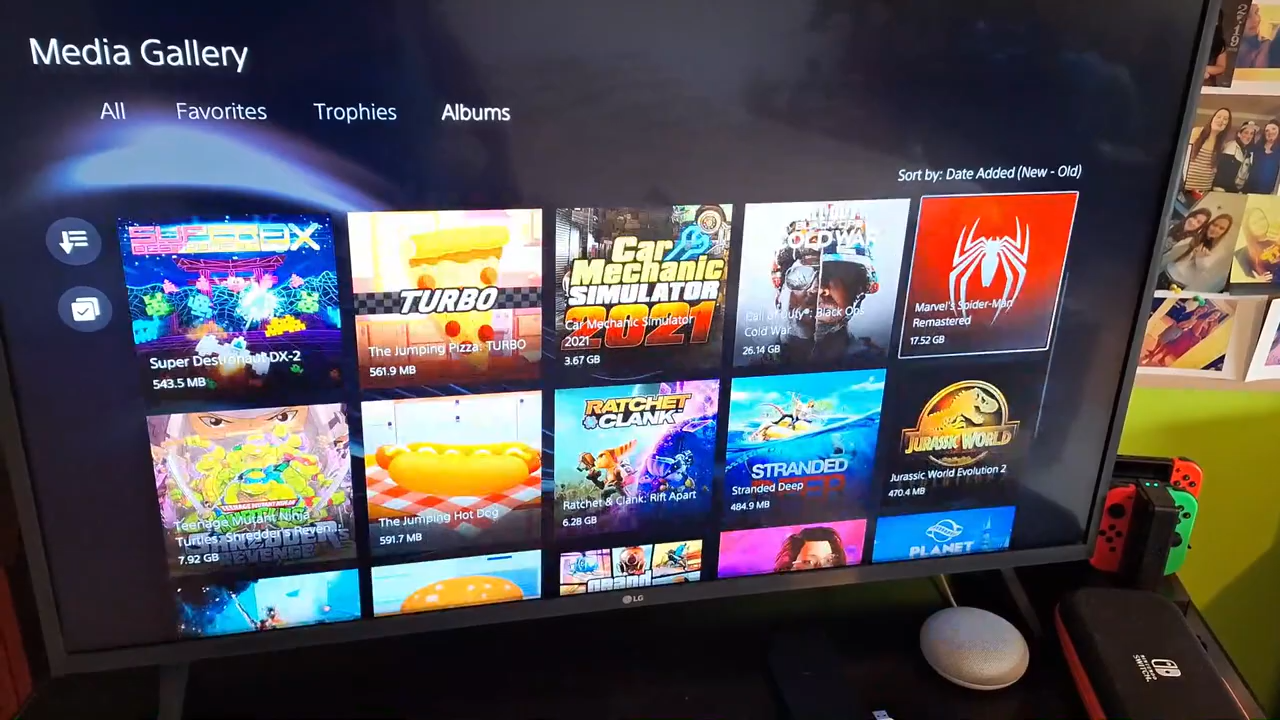 Media Gallery
All
Favorites
Trophies
Albums
Sort by: Date Added (New - Old)
Super Destronaut DX-2
543.5 MB
TURBO
The Jumping Pizza: TURBO
561.9 MB
Car
Mechanic
SIMULATOR
2021
Car Mechanic Simulator
2021
3.67 GB
COLD WAR
Call of Duty®: Black Ops
Cold War
26.14 GB
Marvel's Spider-Man
Remastered
17.52 GB
Teenage Mutant Ninja
Turtles: Shredder's Reven...
REVENGE
7.92 GB
The Jumping Hot Dog
591.7 MB
RATCHET
CLANK
Ratchet & Clank: Rift Apart
6.28 GB
STRANDED
DEEP
Stranded Deep
484.9 MB
JURASSIC WORLD
Jurassic World Evolution 2
470.4 MB
grand
PLANET
LG
NINTENDO
SWITCH